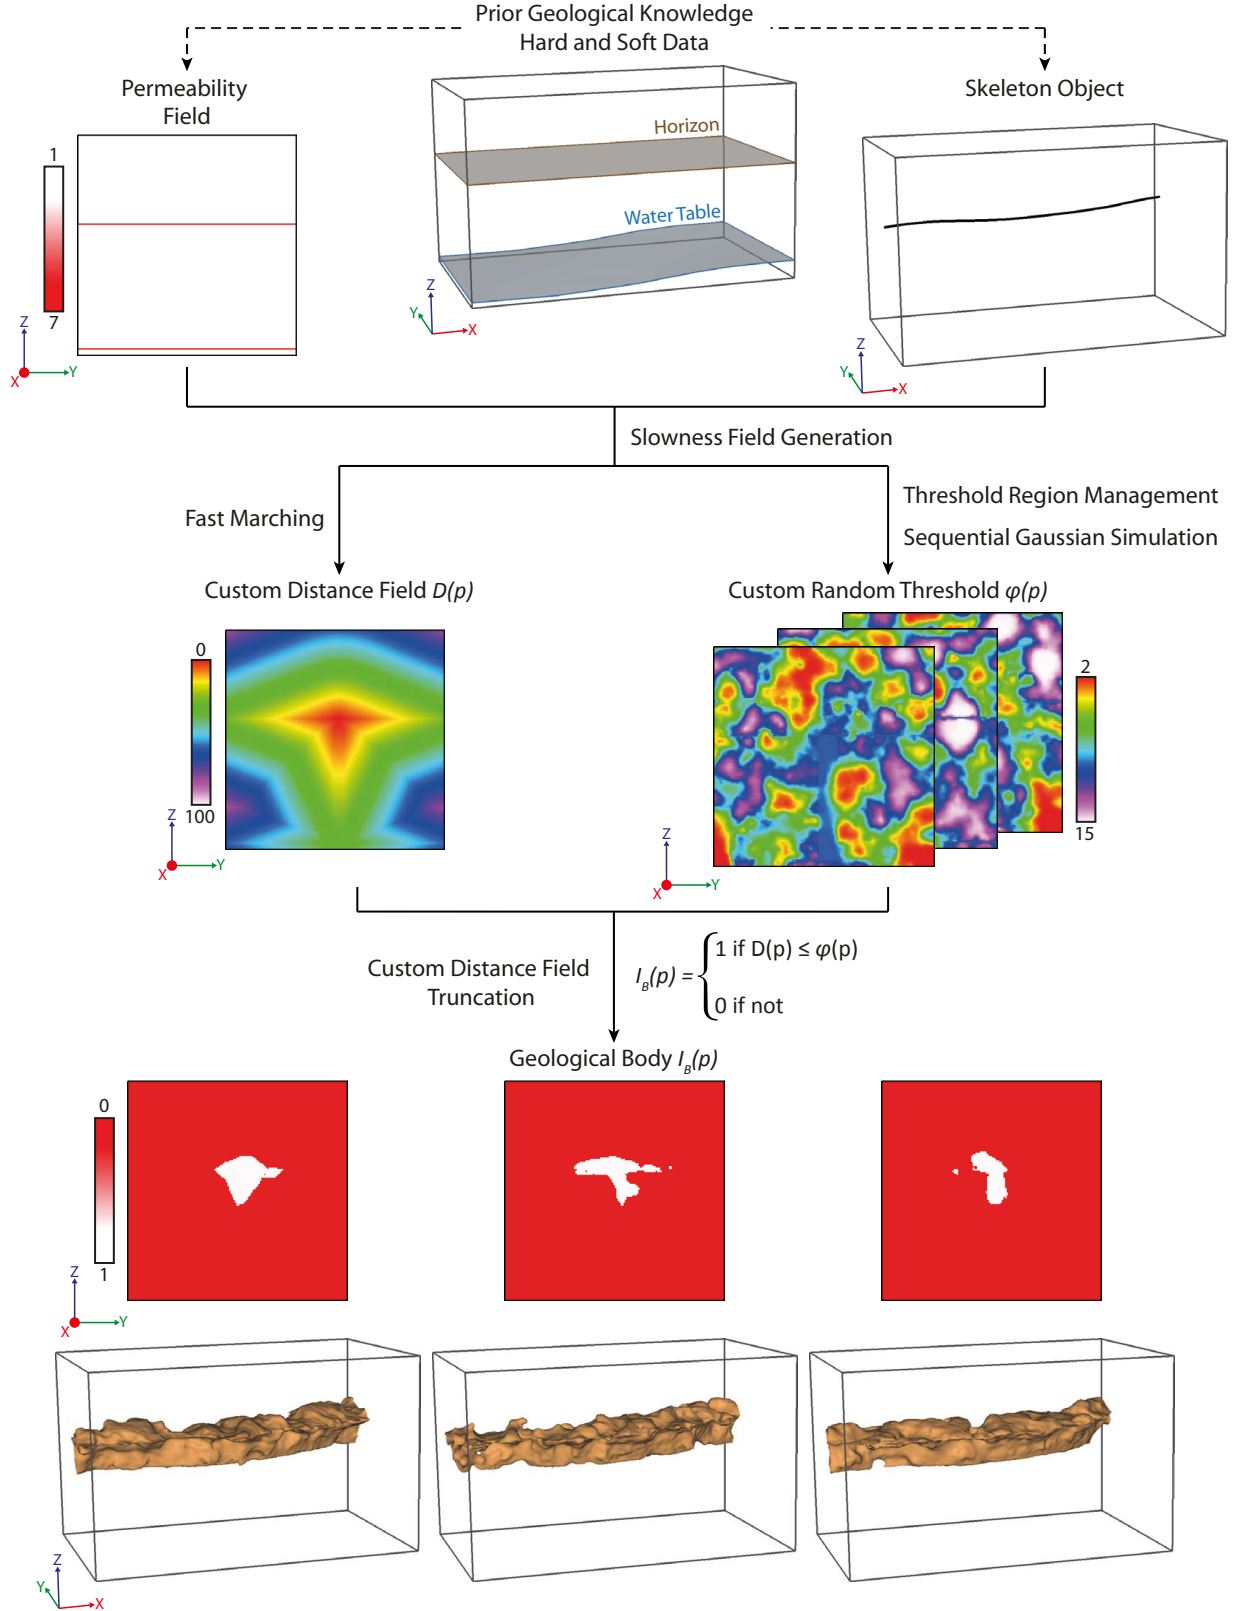 Prior Geological Knowledge
Hard and Soft Data
Permeability
Field
Skeleton Object
1
7
Z
Y
X
Horizon
Water Table
Z
Y
X
Z
Y
X
Slowness Field Generation
Fast Marching
Threshold Region Management
Sequential Gaussian Simulation
Custom Distance Field D(p)
Custom Random Threshold φ(p)
0
100
Z
Y
X
2
15
Z
Y
X
Custom Distance Field
Truncation
I_B(p) = { 1 if D(p) ≤ φ(p)
0 if not
Geological Body I_B(p)
0
1
Z
Y
X
Z
Y
X